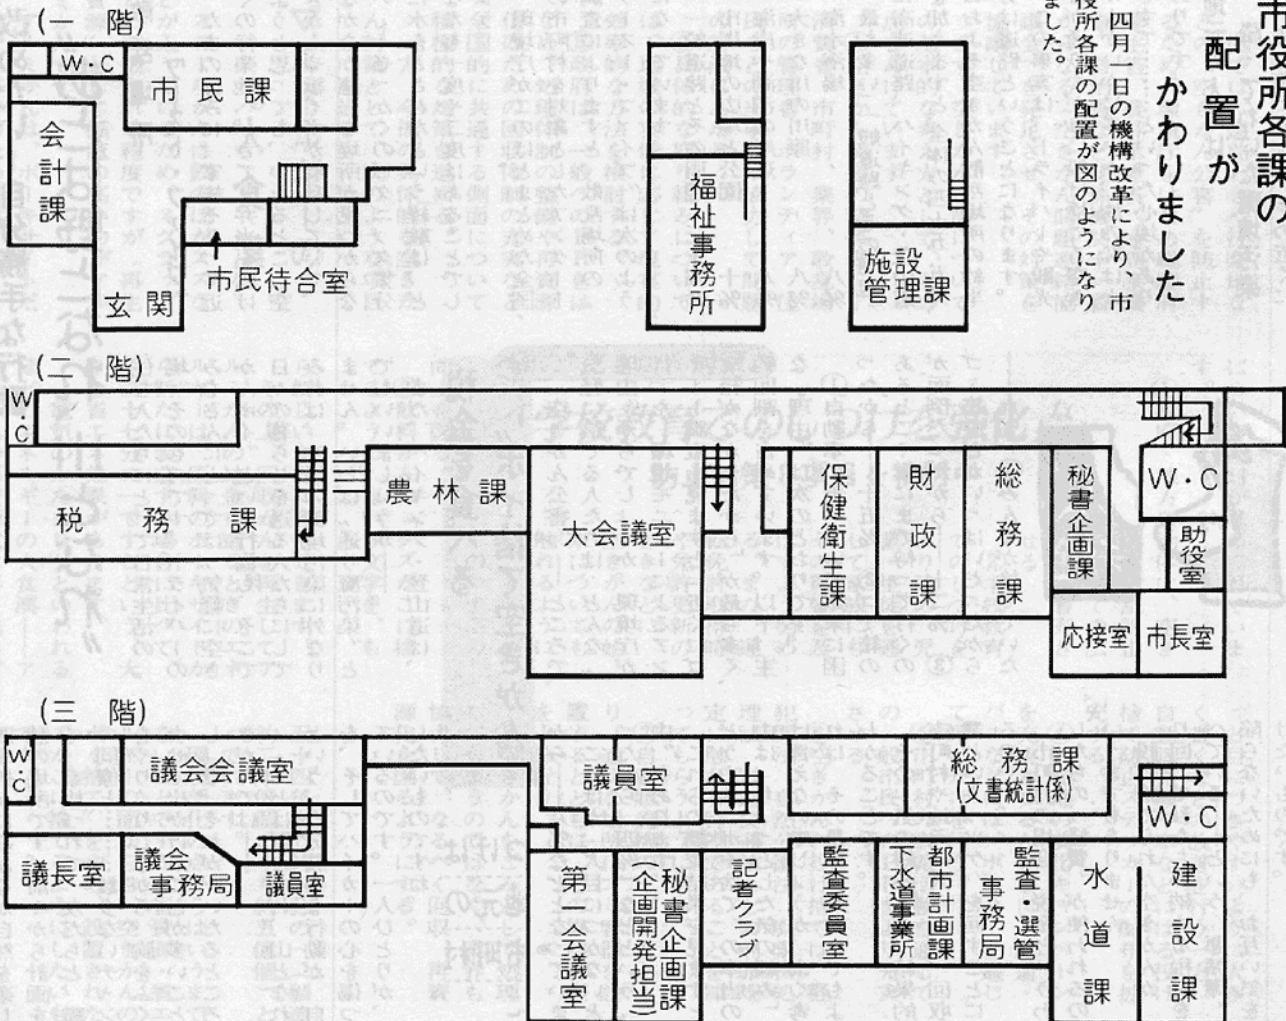 市役所各課の
配置が
かわりました
四月一日の機構改革により、市
役所各課の配置が図のようになり
ました。
(一階)
W・C
市民課
会計課
市民待合室
玄関
福祉事務所
施設
管理課
(二階)
W・C
税務課
農林課
大会議室
保健衛生課
財政課
総務課
秘書企画課
W・C
助役室
応接室
市長室
(三階)
W・C
議会会議室
議長室
議会
事務局
議員室
議員室
総務課
(文書統計係)
W・C
第一会議室
秘書企画課
(企画開発担当)
記者クラブ
監査委員室
都市計画課
下水道事業所
監査・選管
事務局
水道課
建設課